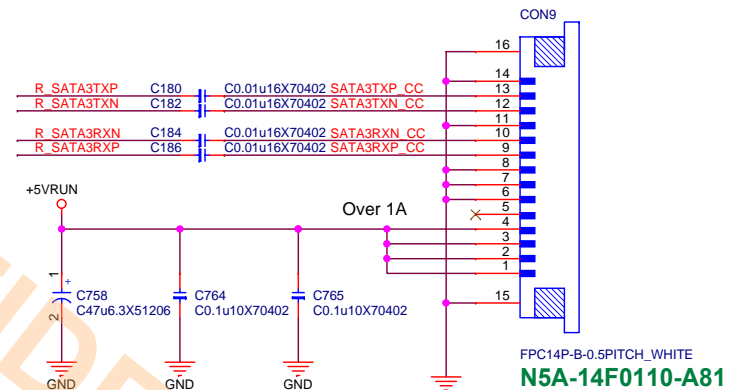 CON9
16
14
R_SATA3TXP C180 C0.01u16X70402 SATA3TXP_CC 13
R_SATA3TXN C182 C0.01u16X70402 SATA3TXN_CC 12
11
R_SATA3RXN C184 C0.01u16X70402 SATA3RXN_CC 10
R_SATA3RXP C186 C0.01u16X70402 SATA3RXP_CC 9
8
7
+5VRUN
6
Over 1A
5
4
3
2
1
1 + C758 C764 C765 15
C47u6.3X51206 C0.1u10X70402 C0.1u10X70402
2
GND GND GND
FPC14P-B-0.5PITCH_WHITE
N5A-14F0110-A81